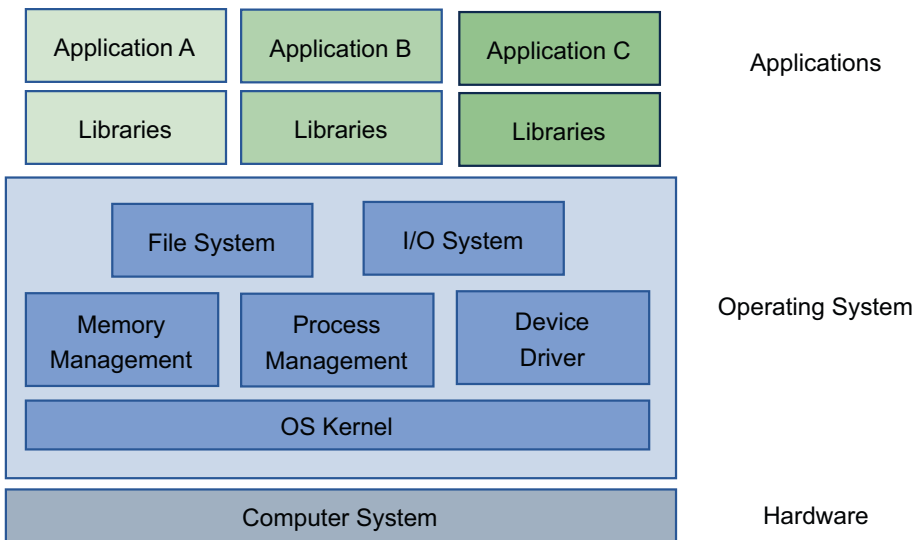 Application A
Application B
Application C
Applications
Libraries
Libraries
Libraries
File System
I/O System
Operating System
Memory
Management
Process
Management
Device
Driver
OS Kernel
Computer System
Hardware